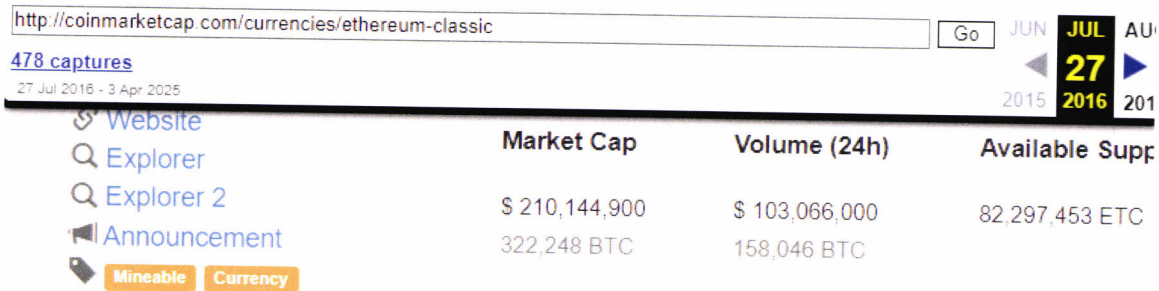 http://coinmarketcap.com/currencies/ethereum-classic Go JUN JUL AU
478 captures 27
27 Jul 2016 - 3 Apr 2025 2015 2016 201
Website
Explorer
Explorer 2
Announcement
Mineable Currency
Market Cap Volume (24h) Available Supp
$ 210,144,900 $ 103,066,000 82,297,453 ETC
322,248 BTC 158,046 BTC